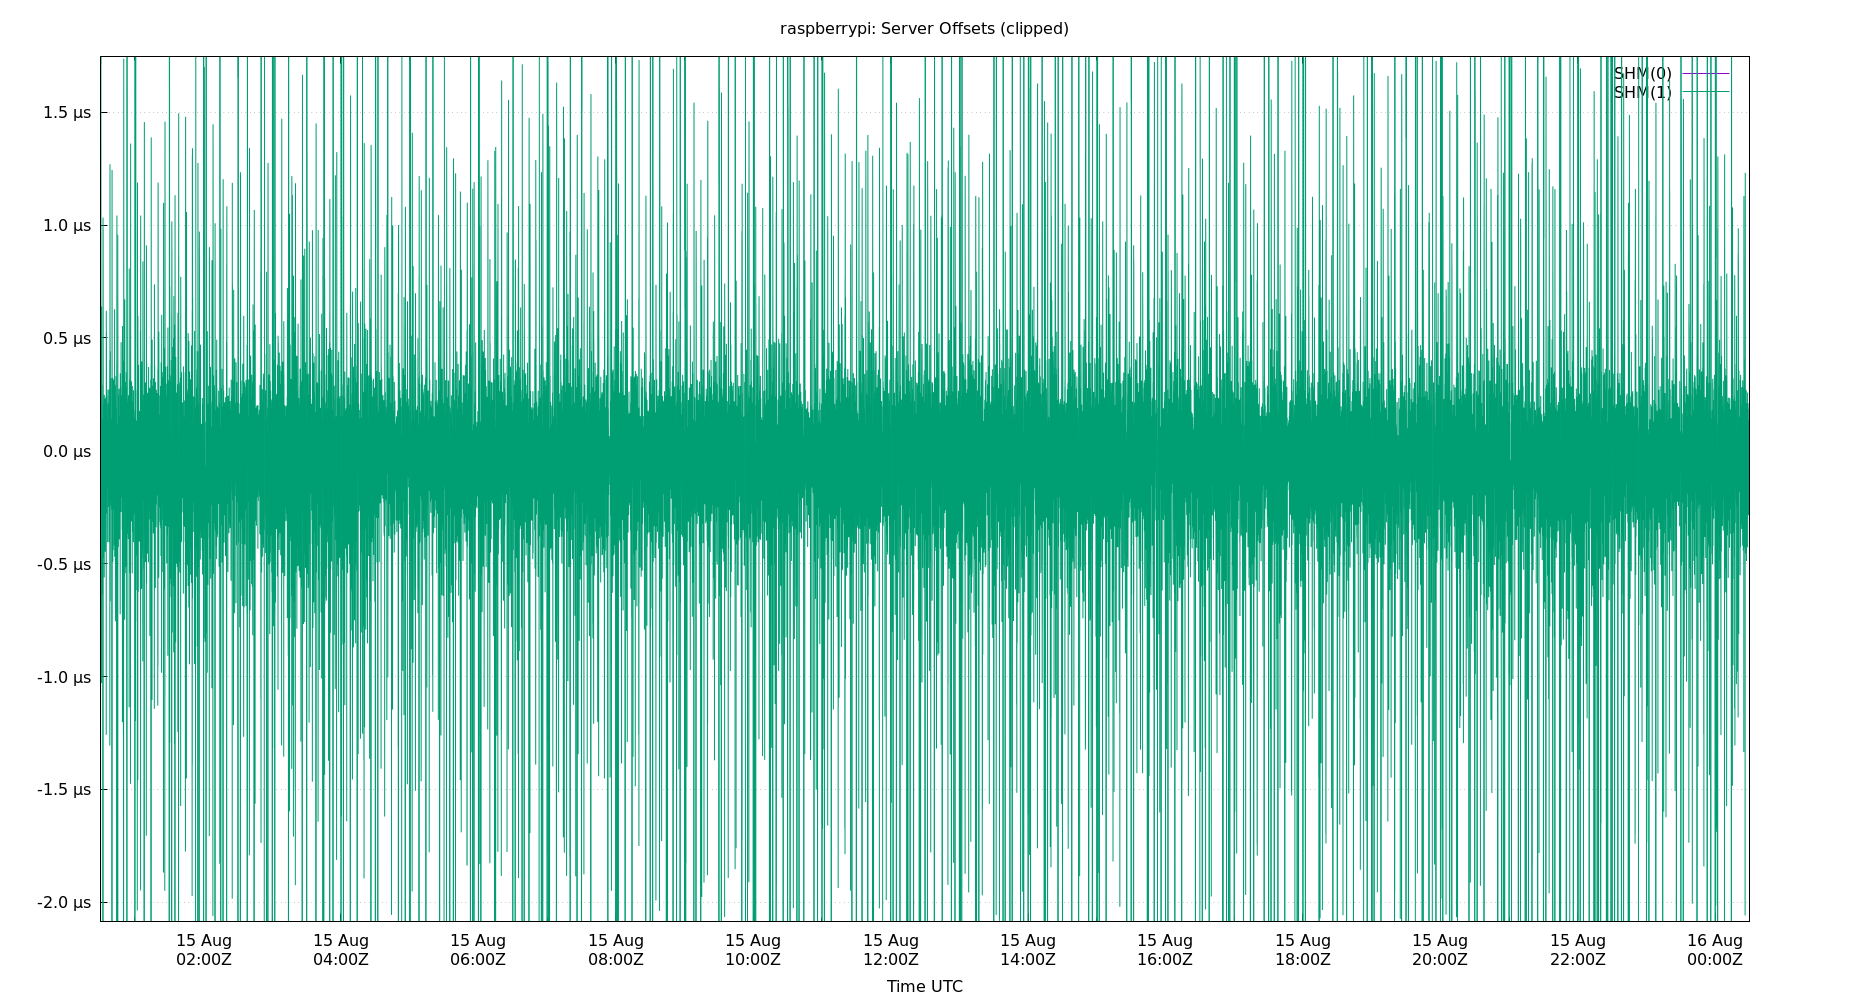 raspberrypi: Server Offsets (clipped)
SHM(0)
SHM(1)
1.5 µs
1.0 µs
0.5 µs
0.0 µs
-0.5 µs
-1.0 µs
-1.5 µs
-2.0 µs
15 Aug 15 Aug 15 Aug 15 Aug 15 Aug 15 Aug 15 Aug 15 Aug 15 Aug 15 Aug 15 Aug 16 Aug
02:00Z 04:00Z 06:00Z 08:00Z 10:00Z 12:00Z 14:00Z 16:00Z 18:00Z 20:00Z 22:00Z 00:00Z
Time UTC